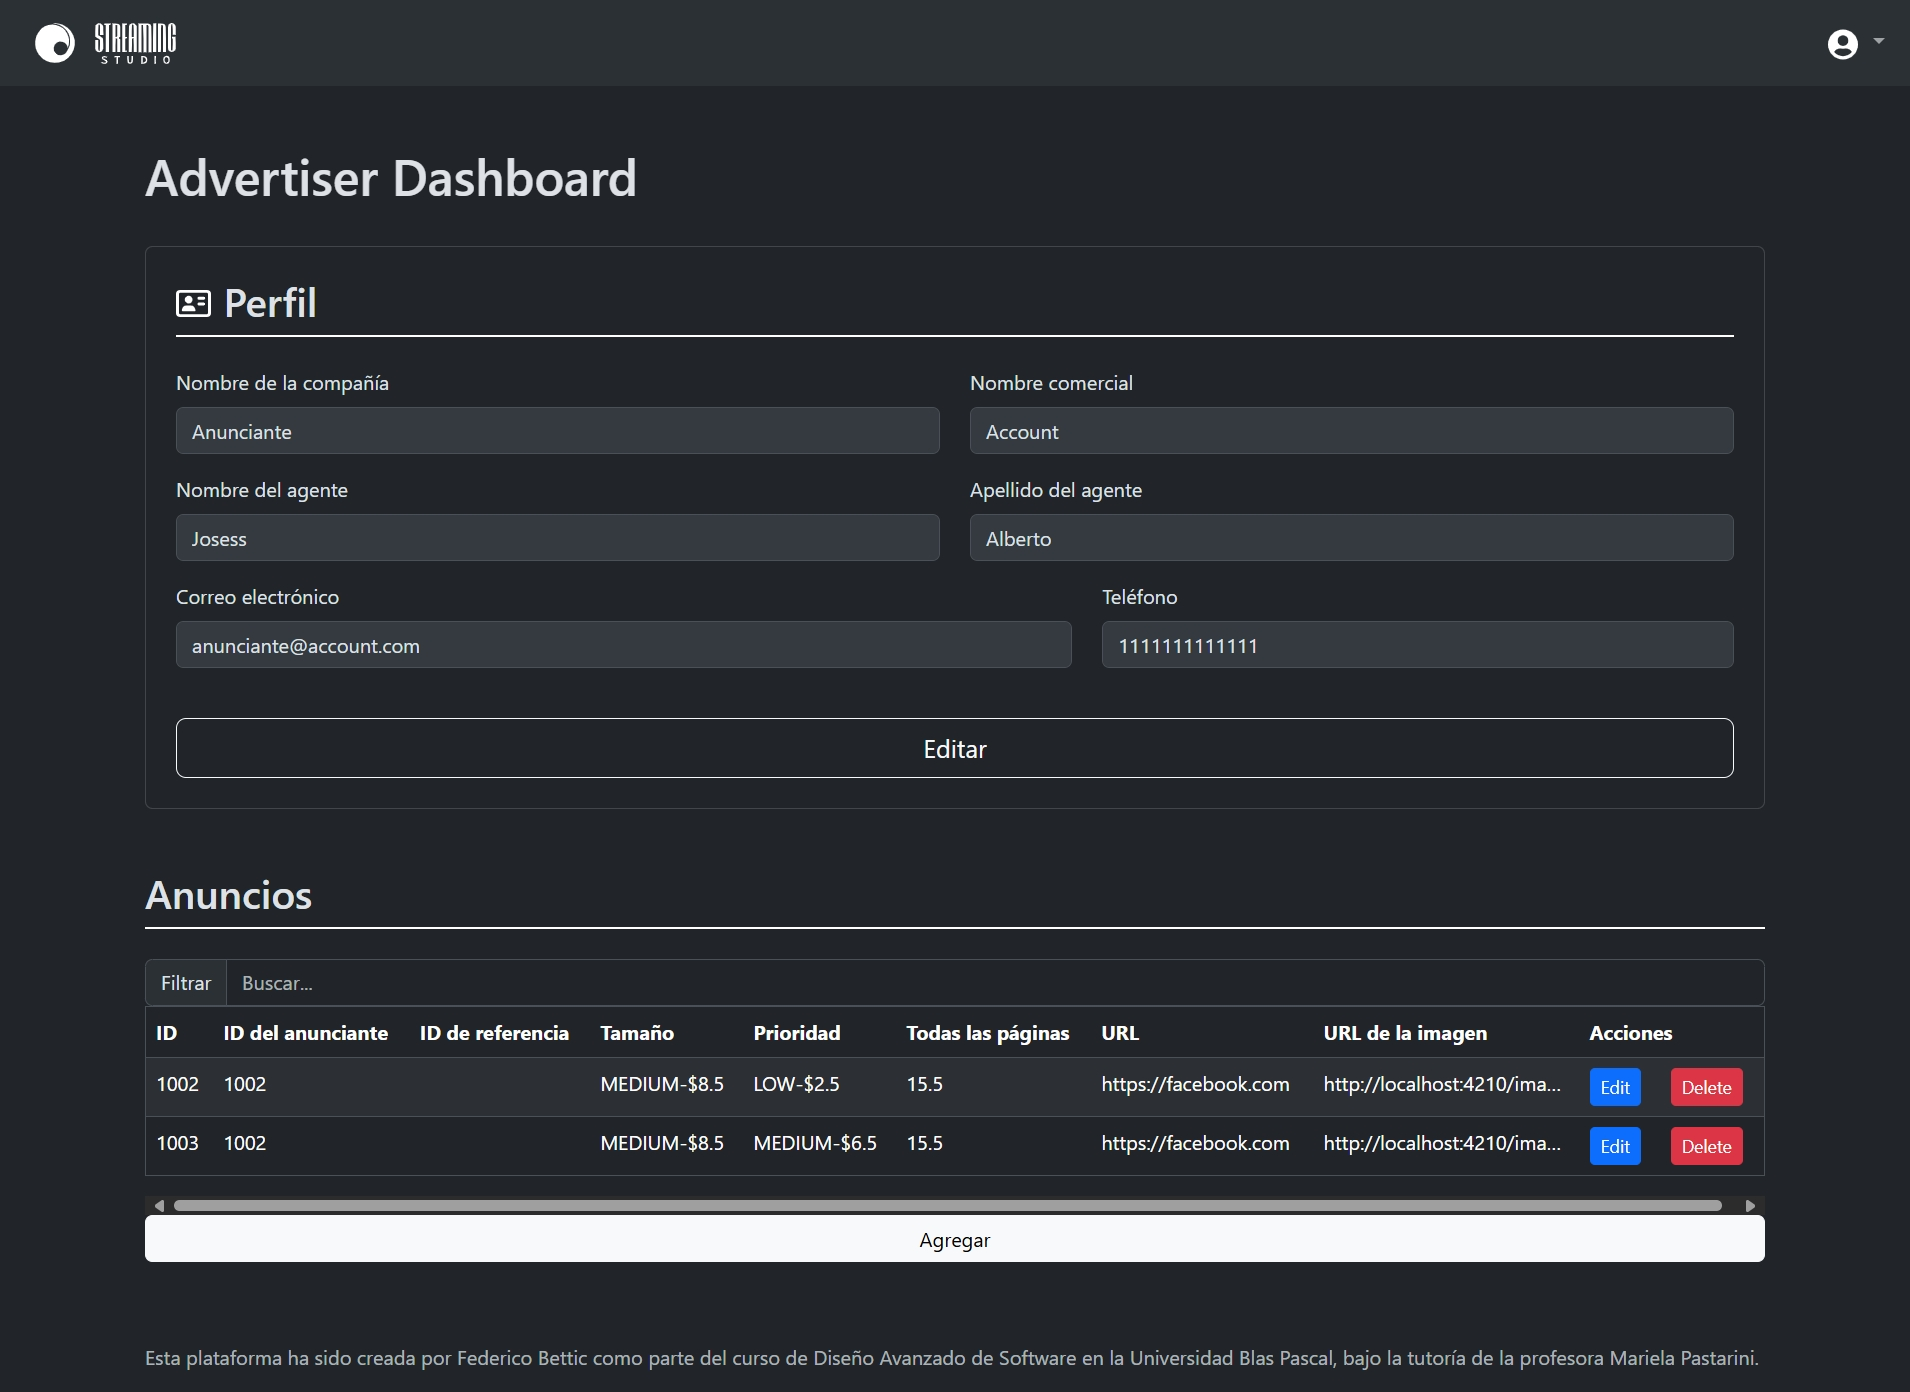 STREAMING
STUDIO
Advertiser Dashboard
Perfil
Nombre de la compañía Nombre comercial
Anunciante Account
Nombre del agente Apellido del agente
Josess Alberto
Correo electrónico Teléfono
anunciante@account.com 1111111111111
Editar
Anuncios
Filtrar Buscar...
ID ID del anunciante ID de referencia Tamaño Prioridad Todas las páginas URL URL de la imagen Acciones
1002 1002 MEDIUM-$8.5 LOW-$2.5 15.5 https://facebook.com http://localhost:4210/ima... Edit Delete
1003 1002 MEDIUM-$8.5 MEDIUM-$6.5 15.5 https://facebook.com http://localhost:4210/ima... Edit Delete
Agregar
Esta plataforma ha sido creada por Federico Bettic como parte del curso de Diseño Avanzado de Software en la Universidad Blas Pascal, bajo la tutoría de la profesora Mariela Pastarini.